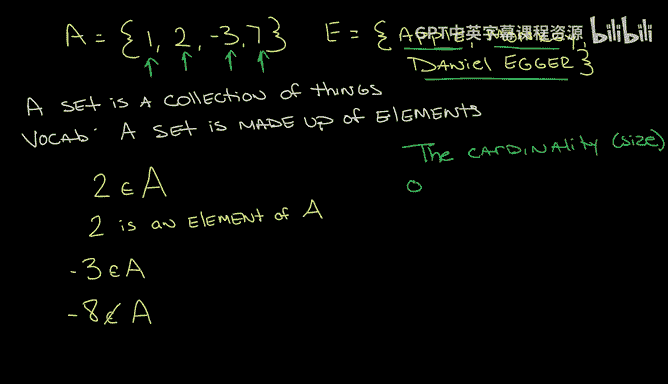 A = {1, 2, -3, 7}
E = {APPLE, MONKEY,
DANIEL EGGER}
GPT中英字幕课程资源
bilibili
A SET IS A COLLECTION OF THINGS
VOCAB: A SET IS MADE UP OF ELEMENTS
The CARDINALITY (SIZE)
O
2 ∈ A
2 is AN ELEMENT OF A
-3 ∈ A
-8 ∉ A